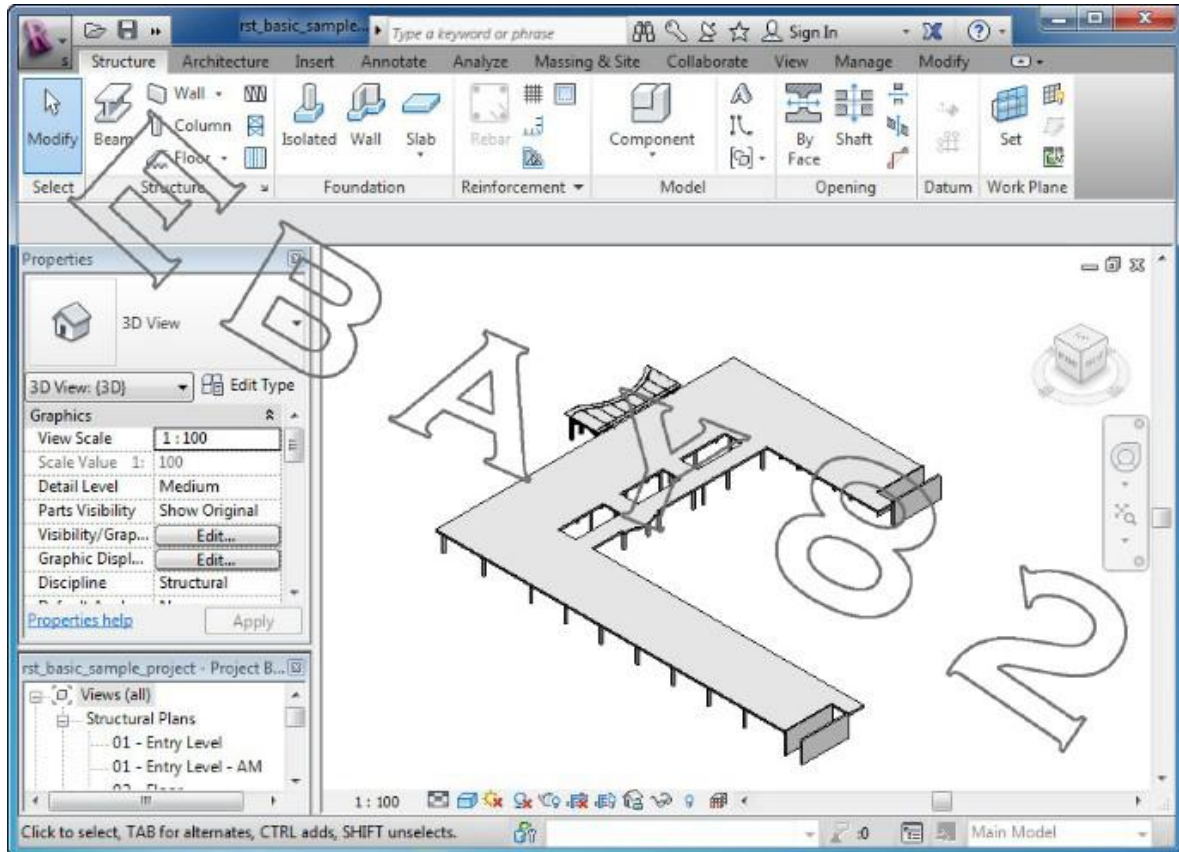 rst_basic_sample... Type a keyword or phrase Sign In
Structure Architecture Insert Annotate Analyze Massing & Site Collaborate View Manage Modify
Modify Beam Wall Column Floor Isolated Wall Slab Rebar Component By Face Shaft Set
Select Structure Foundation Reinforcement Model Opening Datum Work Plane
Properties
3D View
3D View: {3D} Edit Type
Graphics
View Scale 1 : 100
Scale Value 1: 100
Detail Level Medium
Parts Visibility Show Original
Visibility/Grap... Edit...
Graphic Displ... Edit...
Discipline Structural
Properties help Apply
rst_basic_sample_project - Project B...
Views (all)
Structural Plans
01 - Entry Level
01 - Entry Level - AM
1 : 100
Click to select, TAB for alternates, CTRL adds, SHIFT unselects. :0 Main Model
EBAY82